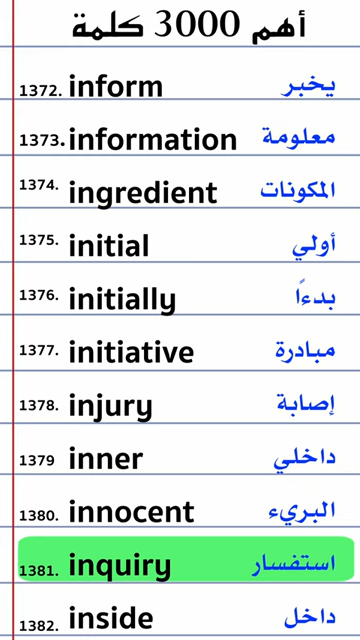 أهم 3000 كلمة
1372. inform يخبر
1373. information معلومة
1374. ingredient المكونات
1375. initial أولي
1376. initially بدءًا
1377. initiative مبادرة
1378. injury إصابة
1379 inner داخلي
1380. innocent البريء
1381. inquiry استفسار
1382. inside داخل